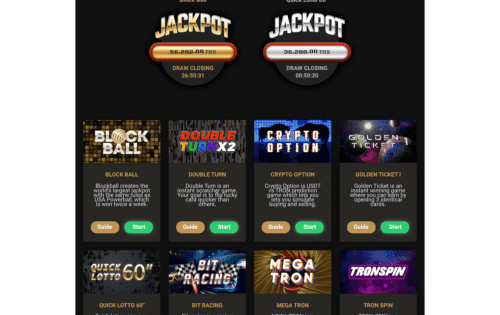 Block Ball
Quick Lotto 60
JACKPOT
JACKPOT
56,202.00 TRX
36,200.00 TRX
DRAW CLOSING
26:50:31
DRAW CLOSING
00:50:30
BLOCK
BALL
DOUBLE
TURNX2
CRYPTO
OPTION
GOLDEN
TICKET
BLOCK BALL
Blockball creates the
world's largest jackpot
with the same rules as
USA Powerball, which
is won twice a week.
Guide
Start
DOUBLE TURN
Double Turn is an
instant scratch game
Your goal is to flip the
lucky card quicker
than others.
Guide
Start
CRYPTO OPTION
Crypto Option is USDT
vs TRON prediction
game which lets you
lets you simulate
buying and selling.
Guide
Start
GOLDEN TICKET I
Golden Ticket is an
instant winning game
where you can earn by
opening 3 identical
cards.
Guide
Start
QUICK
LOTTO 60"
BIT
RACING
MEGA
TRON
TRONSPIN
QUICK LOTTO 60"
BIT RACING
MEGA TRON
TRON SPIN